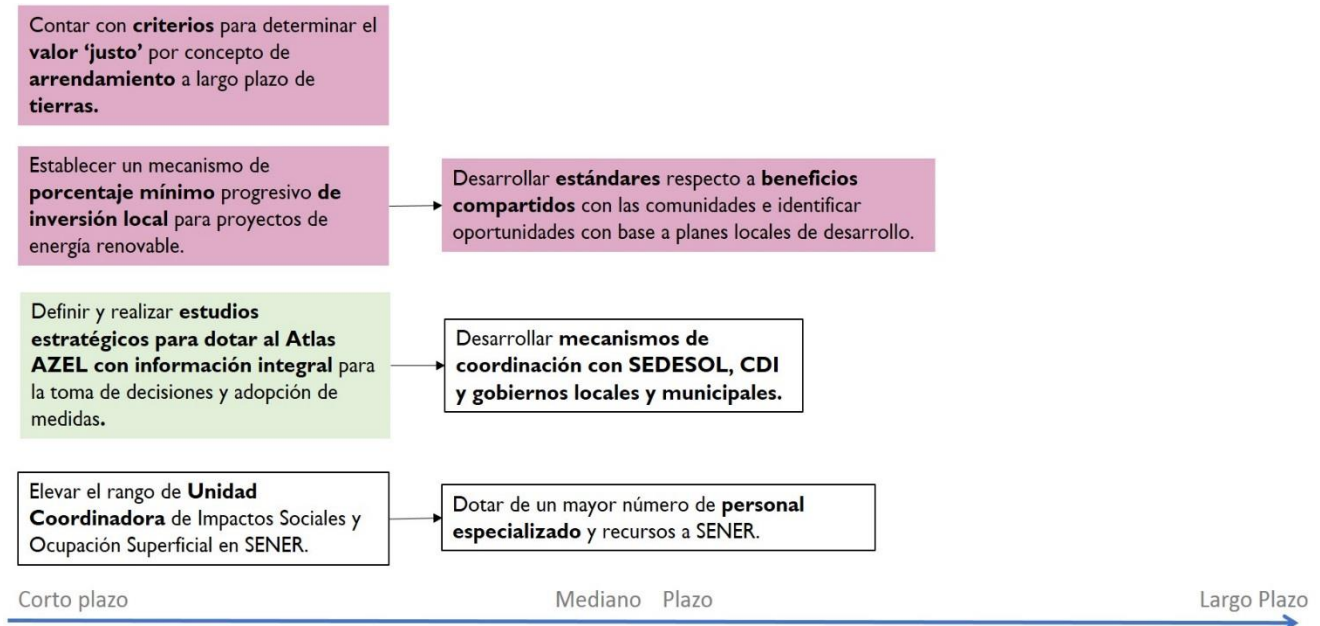 Contar con criterios para determinar el
valor ‘justo’ por concepto de
arrendamiento a largo plazo de
tierras.
Establecer un mecanismo de
porcentaje mínimo progresivo de
inversión local para proyectos de
energía renovable.
Desarrollar estándares respecto a beneficios
compartidos con las comunidades e identificar
oportunidades con base a planes locales de desarrollo.
Definir y realizar estudios
estratégicos para dotar al Atlas
AZEL con información integral para
la toma de decisiones y adopción de
medidas.
Desarrollar mecanismos de
coordinación con SEDESOL, CDI
y gobiernos locales y municipales.
Elevar el rango de Unidad
Coordinadora de Impactos Sociales y
Ocupación Superficial en SENER.
Dotar de un mayor número de personal
especializado y recursos a SENER.
Corto plazo
Mediano Plazo
Largo Plazo